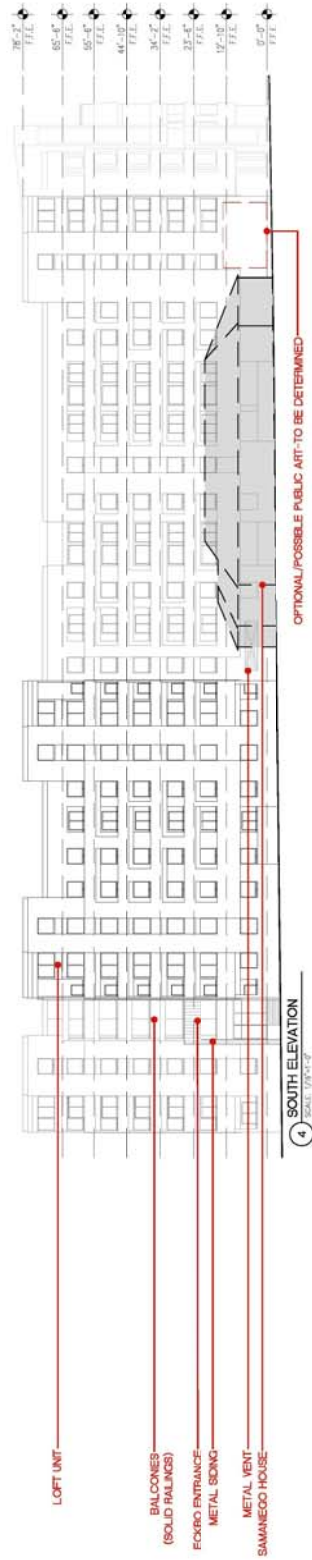 78'-2"
F.F.E.
65'-6"
F.F.E.
55'-6"
F.F.E.
44'-10"
F.F.E.
34'-2"
F.F.E.
23'-6"
F.F.E.
12'-10"
F.F.E.
0'-0"
F.F.E.
OPTIONAL/POSSIBLE PUBLIC ART-TO BE DETERMINED
4
SOUTH ELEVATION
SCALE: 1/8"=1'-0"
LOFT UNIT
BALCONIES
(SOLID RAILINGS)
ECKBO ENTRANCE
METAL SIDING
METAL VENT
SAMANIEGO HOUSE